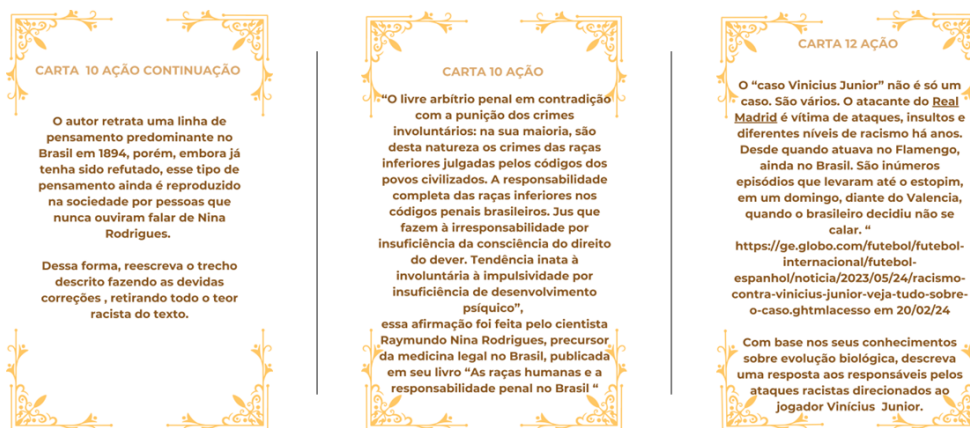 CARTA 10 AÇÃO CONTINUAÇÃO
O autor retrata uma linha de
pensamento predominante no
Brasil em 1894, porém, embora já
tenha sido refutado, esse tipo de
pensamento ainda é reproduzido
na sociedade por pessoas que
nunca ouviram falar de Nina
Rodrigues.
Dessa forma, reescreva o trecho
descrito fazendo as devidas
correções , retirando todo o teor
racista do texto.
CARTA 10 AÇÃO
“O livre arbítrio penal em contradição
com a punição dos crimes
involuntários: na sua maioria, são
desta natureza os crimes das raças
inferiores julgadas pelos códigos dos
povos civilizados. A responsabilidade
completa das raças inferiores nos
códigos penais brasileiros. Jus que
fazem à irresponsabilidade por
insuficiência da consciência do direito
do dever. Tendência inata à
involuntária à impulsividade por
insuficiência de desenvolvimento
psíquico”,
essa afirmação foi feita pelo cientista
Raymundo Nina Rodrigues, precursor
da medicina legal no Brasil, publicada
em seu livro “As raças humanas e a
responsabilidade penal no Brasil “
CARTA 12 AÇÃO
O “caso Vinicius Junior” não é só um
caso. São vários. O atacante do Real
Madrid é vítima de ataques, insultos e
diferentes níveis de racismo há anos.
Desde quando atuava no Flamengo,
ainda no Brasil. São inúmeros
episódios que levaram até o estopim,
em um domingo, diante do Valencia,
quando o brasileiro decidiu não se
calar. “
https://ge.globo.com/futebol/futebol-
internacional/futebol-
espanhol/noticia/2023/05/24/racismo-
contra-vinicius-junior-veja-tudo-sobre-
o-caso.ghtmlacesso em 20/02/24
Com base nos seus conhecimentos
sobre evolução biológica, descreva
uma resposta aos responsáveis pelos
ataques racistas direcionados ao
jogador Vinícius Junior.